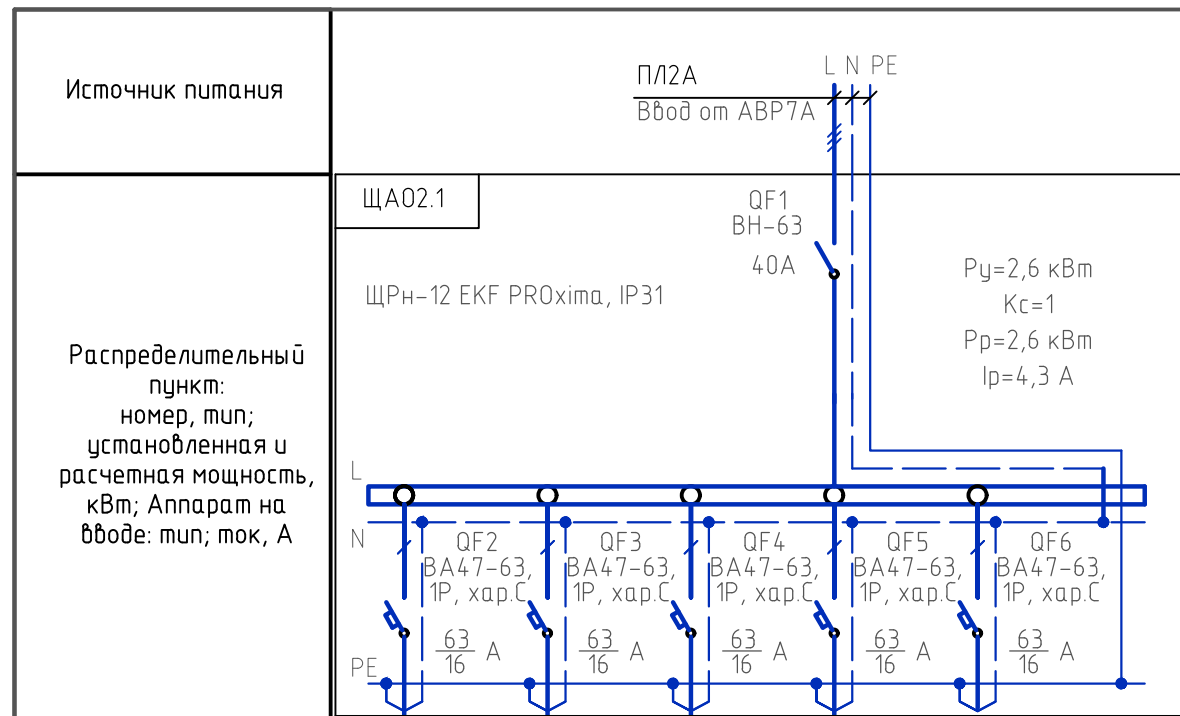 Источник питания
ПЛ2А
Ввод от АВР7А
L N PE
ЩАО2.1
QF1
ВН-63
40А
ЩРн-12 EKF PROxima, IP31
Ру=2,6 кВт
Кс=1
Рр=2,6 кВт
Iр=4,3 А
Распределительный
пункт:
номер, тип;
установленная и
расчетная мощность,
кВт; Аппарат на
вводе: тип; ток, А
L
N
QF2
ВА47-63,
1Р, хар.С
63
16
А
QF3
ВА47-63,
1Р, хар.С
63
16
А
QF4
ВА47-63,
1Р, хар.С
63
16
А
QF5
ВА47-63,
1Р, хар.С
63
16
А
QF6
ВА47-63,
1Р, хар.С
63
16
А
PE